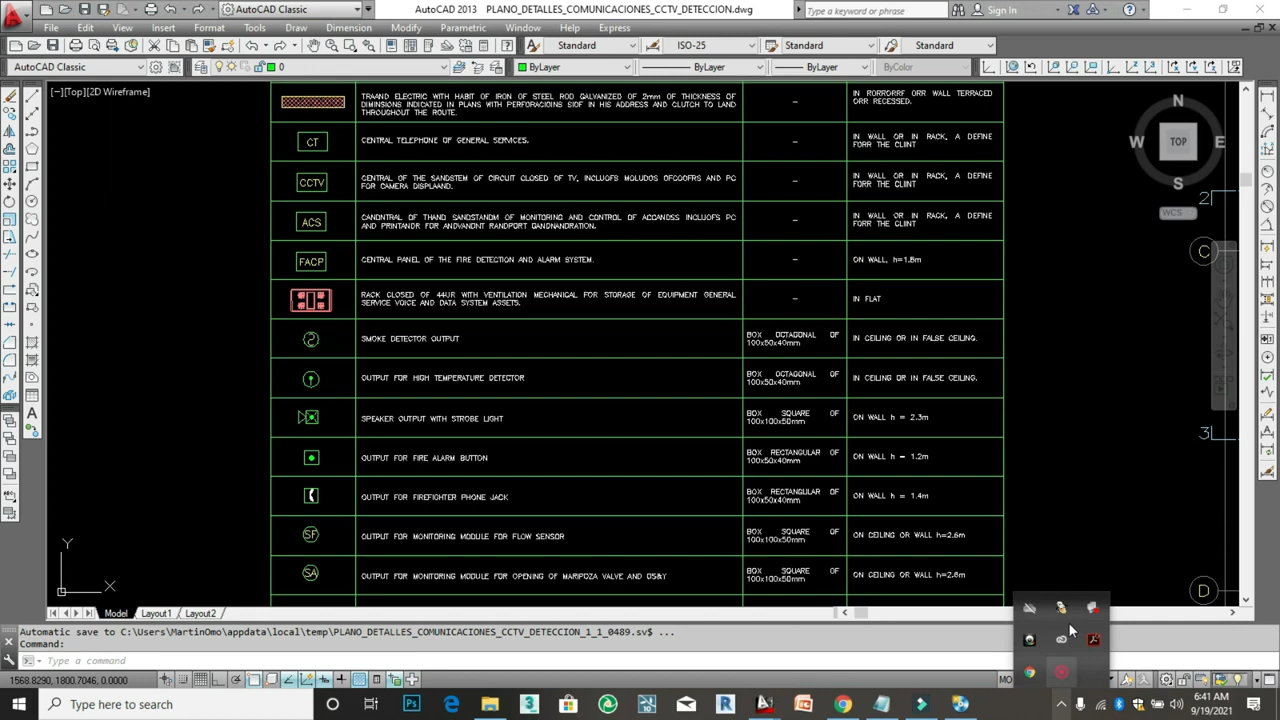 AutoCAD Classic
AutoCAD 2013 PLANO_DETALLES_COMUNICACIONES_CCTV_DETECCION.dwg
Type a keyword or phrase
Sign In
File Edit View Insert Format Tools Draw Dimension Modify Parametric Window Help Express
Standard ISO-25 Standard Standard
AutoCAD Classic 0 ByLayer ByLayer ByLayer ByColor
[−][Top][2D Wireframe]
TRAAND ELECTRIC WITH HABIT OF IRON OF STEEL ROD GALVANIZED OF 2mm OF THICKNESS OF
DIMINSIONS INDICATED IN PLANS WITH PERFORACIOINS SIDF IN HIS ADDRESS AND CLUTCH TO LAND
THROUGHOUT THE ROUTE.
–
IN RORRORRF ORR WALL TERRACED
ORR RECESSED.
CT
CENTRAL TELEPHONE OF GENERAL SERVICES.
–
IN WALL OR IN RACK, A DEFINE
FORR THE CLIINT
CCTV
CENTRAL OF THE SANDSTEM OF CIRCUIT CLOSED OF TV, INCLUOFS MOLUDOS OFCOOFRS AND PC
FOR CAMERA DISPLAAND.
–
IN WALL OR IN RACK, A DEFINE
FORR THE CLIINT
ACS
CANDNTRAL OF THAND SANDSTANDM OF MONITORING AND CONTROL OF ACCANDSS INCLUOFS PC
AND PRINTANDR FOR ANDVANDNT RANDPORT GANDNANDRATION.
–
IN WALL OR IN RACK, A DEFINE
FORR THE CLIINT
FACP
CENTRAL PANEL OF THE FIRE DETECTION AND ALARM SYSTEM.
–
ON WALL, h=1.8m
RACK CLOSED OF 44UR WITH VENTILATION MECHANICAL FOR STORAGE OF EQUIPMENT GENERAL
SERVICE VOICE AND DATA SYSTEM ASSETS.
–
IN FLAT
SMOKE DETECTOR OUTPUT
BOX OCTAGONAL OF
100x50x40mm
IN CEILING OR IN FALSE CEILING.
OUTPUT FOR HIGH TEMPERATURE DETECTOR
BOX OCTAGONAL OF
100x50x40mm
IN CEILING OR IN FALSE CEILING.
SPEAKER OUTPUT WITH STROBE LIGHT
BOX SQUARE OF
100x100x50mm
ON WALL h = 2.3m
OUTPUT FOR FIRE ALARM BUTTON
BOX RECTANGULAR OF
100x50x40mm
ON WALL h = 1.2m
OUTPUT FOR FIREFIGHTER PHONE JACK
BOX RECTANGULAR OF
100x50x40mm
ON WALL h = 1.4m
SF
OUTPUT FOR MONITORING MODULE FOR FLOW SENSOR
BOX SQUARE OF
100x100x50mm
ON CEILING OR WALL h=2.6m
SA
OUTPUT FOR MONITORING MODULE FOR OPENING OF MARIPOZA VALVE AND OS&Y
BOX SQUARE OF
100x100x50mm
ON CEILING OR WALL h=2.6m
N
W TOP E
S
WCS
2
C
3
D
Y
X
Model Layout1 Layout2
Automatic save to C:\Users\MartinOmo\appdata\local\temp\PLANO_DETALLES_COMUNICACIONES_CCTV_DETECCION_1_1_0489.sv$ ...
Command:
Type a command
1568.8290, 1870.7046, 0.0000
MO
Type here to search
6:41 AM
9/19/2021